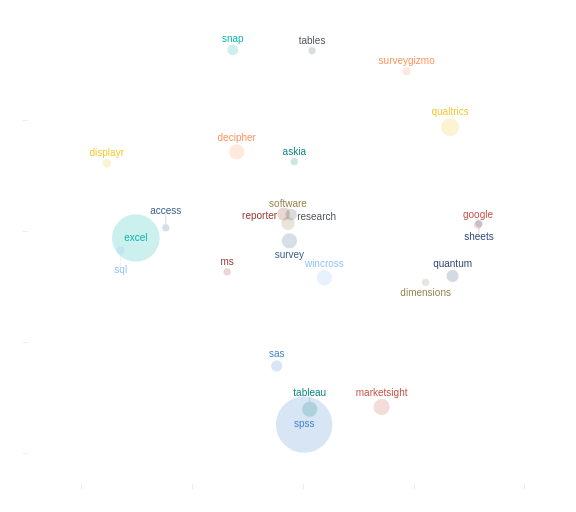 snap
tables
surveygizmo
qualtrics
decipher
askia
displayr
software
access
reporter
research
google
excel
sheets
survey
ms
wincross
quantum
sql
dimensions
sas
tableau
marketsight
spss